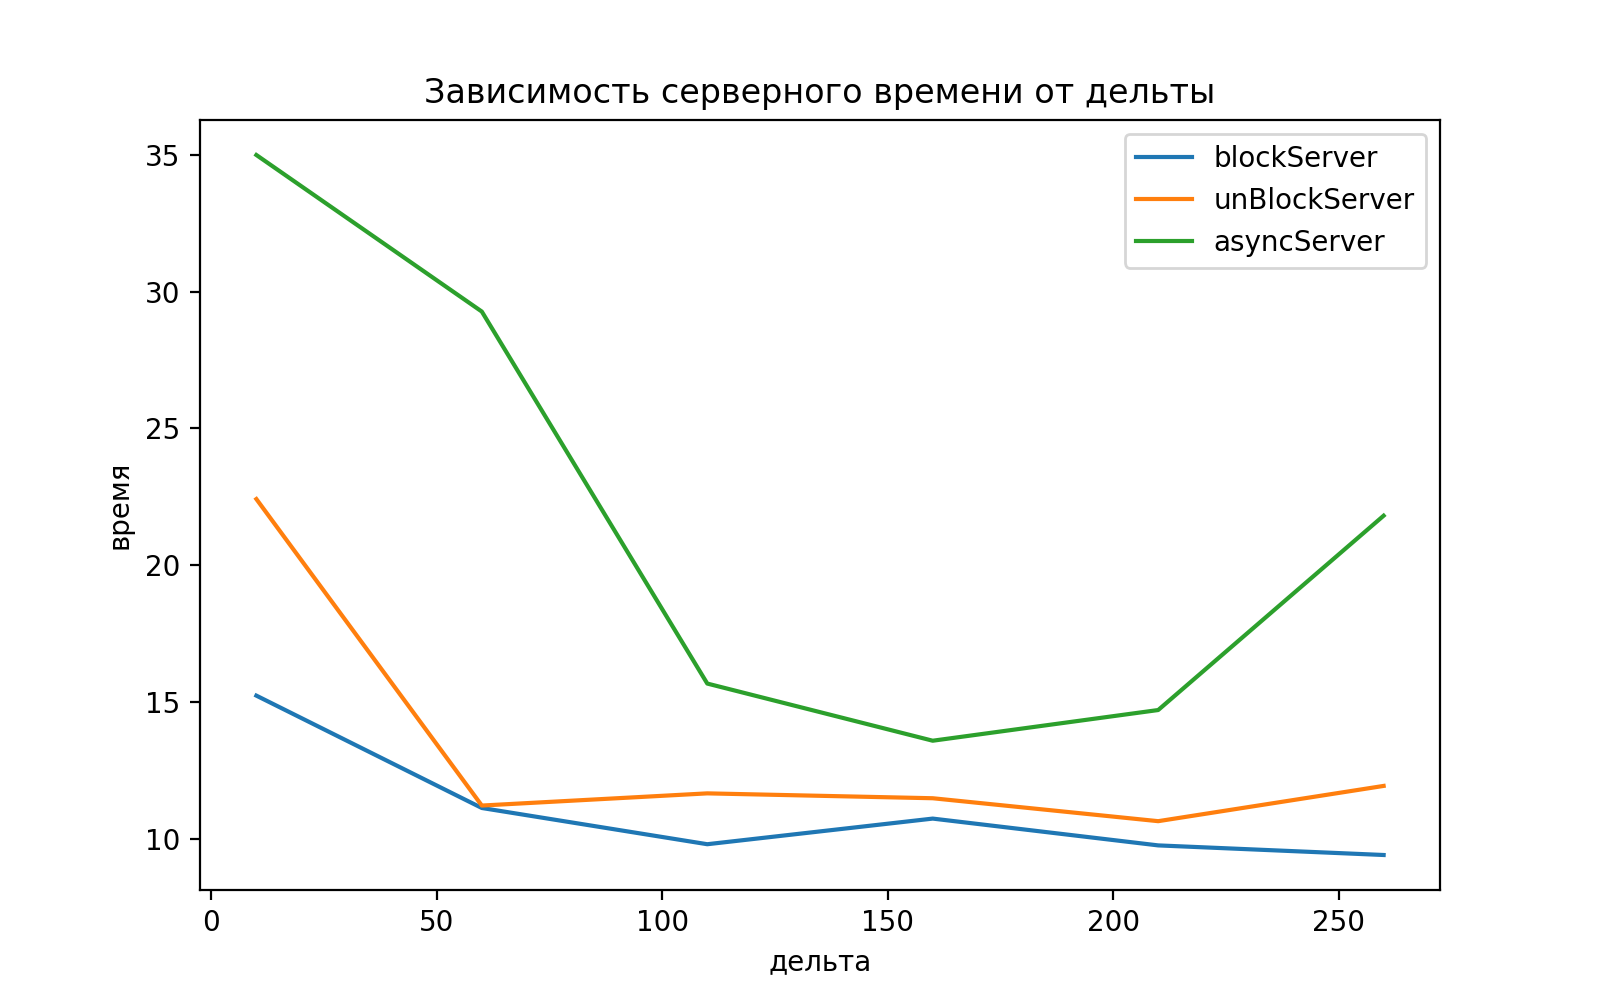 Зависимость серверного времени от дельты
blockServer
unBlockServer
asyncServer
35
30
25
20
15
10
время
0 50 100 150 200 250
дельта